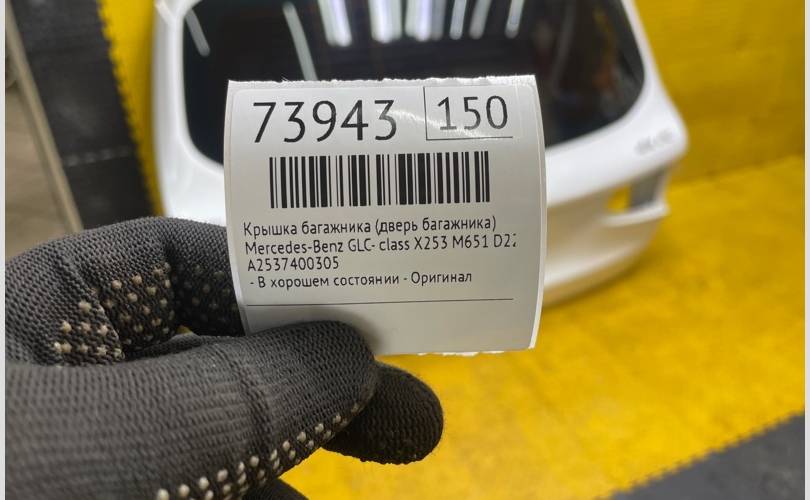 73943 150
Крышка багажника (дверь багажника)
Mercedes-Benz GLC- class X253 M651 D22
A2537400305
- В хорошем состоянии - Оригинал